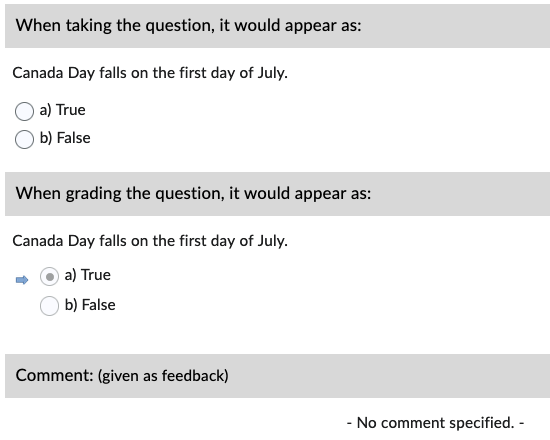 When taking the question, it would appear as:
Canada Day falls on the first day of July.
a) True
b) False
When grading the question, it would appear as:
Canada Day falls on the first day of July.
a) True
b) False
Comment: (given as feedback)
- No comment specified. -